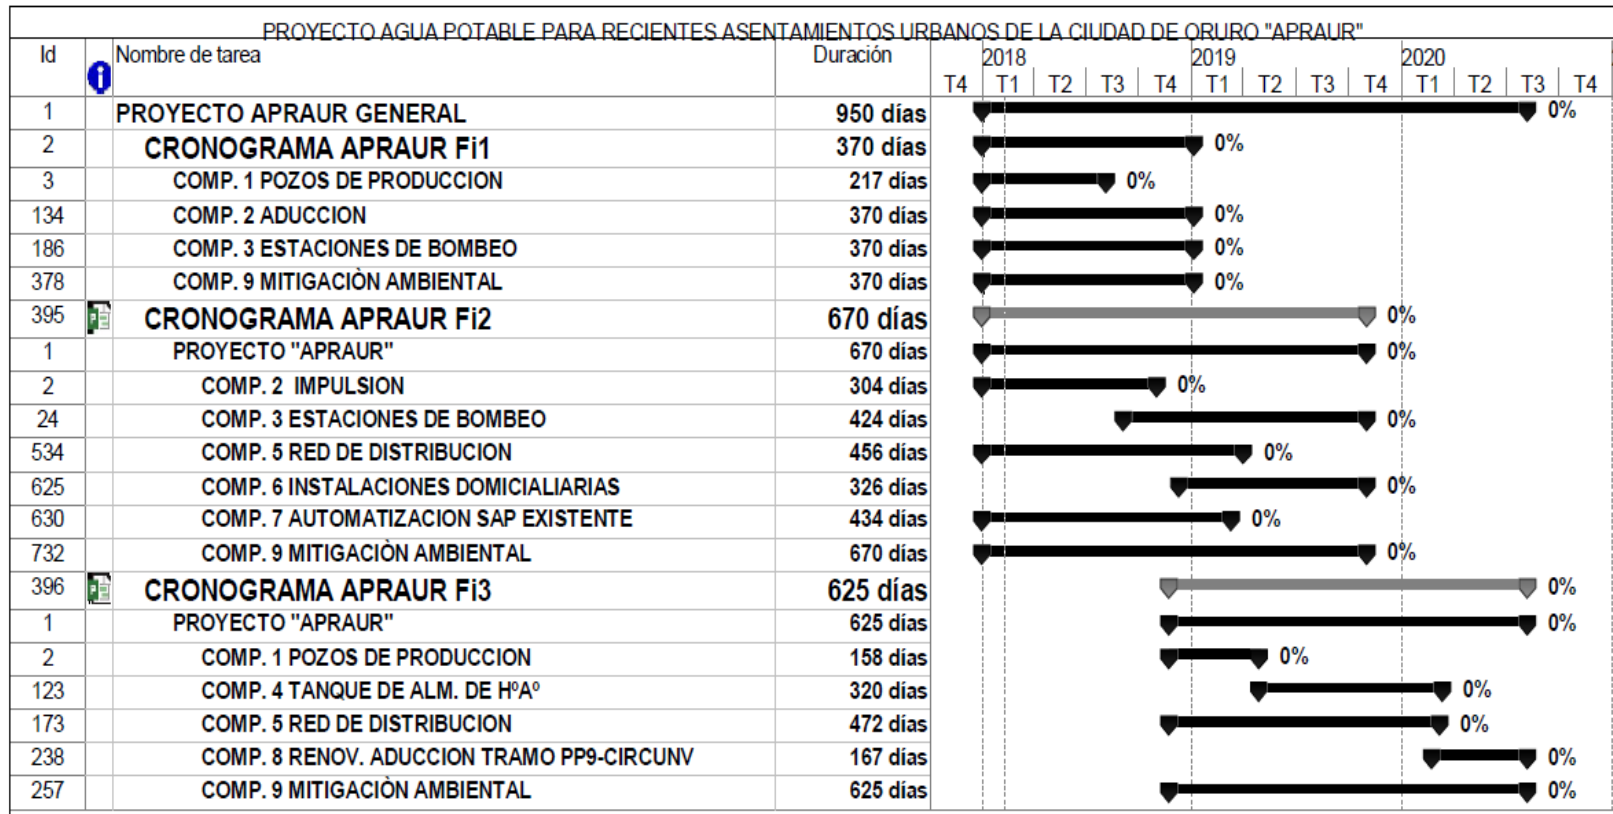 PROYECTO AGUA POTABLE PARA RECIENTES ASENTAMIENTOS URBANOS DE LA CIUDAD DE ORURO "APRAUR"
Id Nombre de tarea Duración 2018 2019 2020
T4 T1 T2 T3 T4 T1 T2 T3 T4 T1 T2 T3 T4
1 PROYECTO APRAUR GENERAL 950 días 0%
2 CRONOGRAMA APRAUR Fi1 370 días 0%
3 COMP. 1 POZOS DE PRODUCCION 217 días 0%
134 COMP. 2 ADUCCION 370 días 0%
186 COMP. 3 ESTACIONES DE BOMBEO 370 días 0%
378 COMP. 9 MITIGACIÒN AMBIENTAL 370 días 0%
395 CRONOGRAMA APRAUR Fi2 670 días 0%
1 PROYECTO "APRAUR" 670 días 0%
2 COMP. 2 IMPULSION 304 días 0%
24 COMP. 3 ESTACIONES DE BOMBEO 424 días 0%
534 COMP. 5 RED DE DISTRIBUCION 456 días 0%
625 COMP. 6 INSTALACIONES DOMICIALIARIAS 326 días 0%
630 COMP. 7 AUTOMATIZACION SAP EXISTENTE 434 días 0%
732 COMP. 9 MITIGACIÒN AMBIENTAL 670 días 0%
396 CRONOGRAMA APRAUR Fi3 625 días 0%
1 PROYECTO "APRAUR" 625 días 0%
2 COMP. 1 POZOS DE PRODUCCION 158 días 0%
123 COMP. 4 TANQUE DE ALM. DE HºAº 320 días 0%
173 COMP. 5 RED DE DISTRIBUCION 472 días 0%
238 COMP. 8 RENOV. ADUCCION TRAMO PP9-CIRCUNV 167 días 0%
257 COMP. 9 MITIGACIÒN AMBIENTAL 625 días 0%